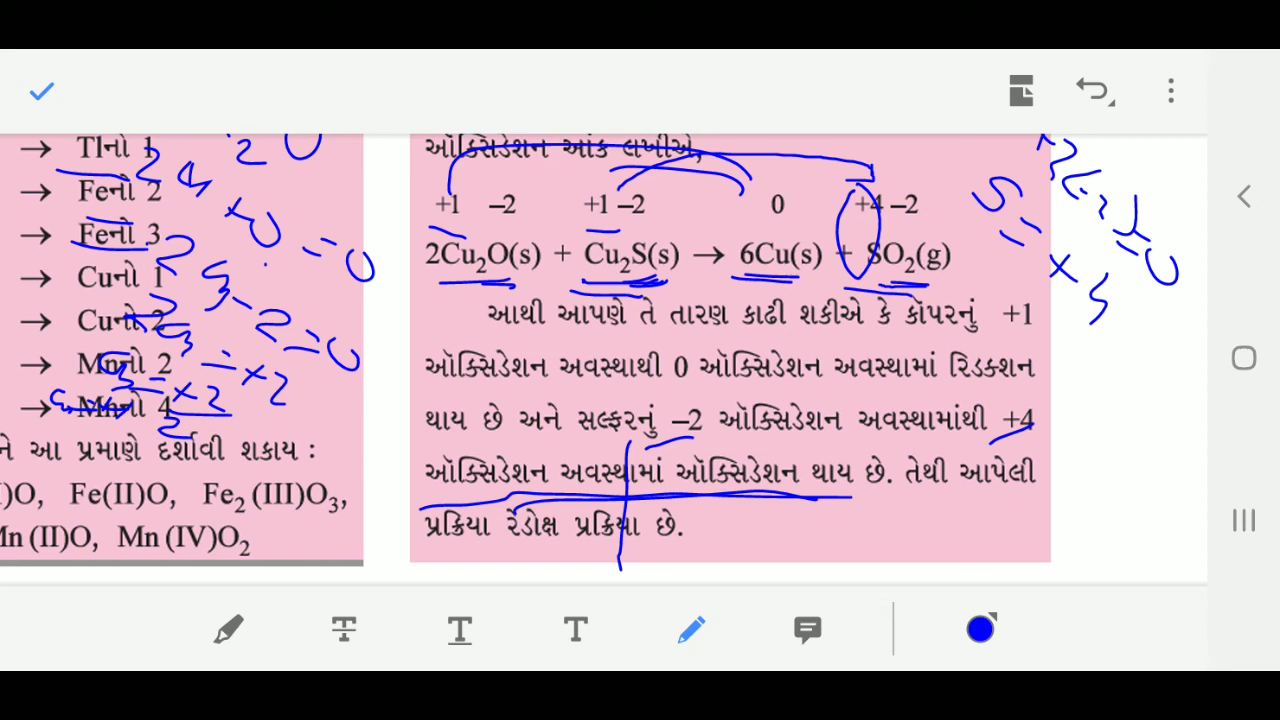 → Tlનો 1
→ Feનો 2
→ Feનો 3
→ Cuનો 1
→ Cuનો 2
→ Mnનો 2
→ Mnનો 4
ને આ પ્રમાણે દર્શાવી શકાય :
)O, Fe(II)O, Fe₂(III)O₃,
Mn(II)O, Mn(IV)O₂
ઑક્સિડેશન આંક લખીએ,
+1 –2 +1 –2 0 +4 –2
2Cu₂O(s) + Cu₂S(s) → 6Cu(s) + SO₂(g)
આથી આપણે તે તારણ કાઢી શકીએ કે કૉપરનું +1
ઑક્સિડેશન અવસ્થાથી 0 ઑક્સિડેશન અવસ્થામાં રિડક્શન
થાય છે અને સલ્ફરનું –2 ઑક્સિડેશન અવસ્થામાંથી +4
ઑક્સિડેશન અવસ્થામાં ઑક્સિડેશન થાય છે. તેથી આપેલી
પ્રક્રિયા રેડોક્ષ પ્રક્રિયા છે.